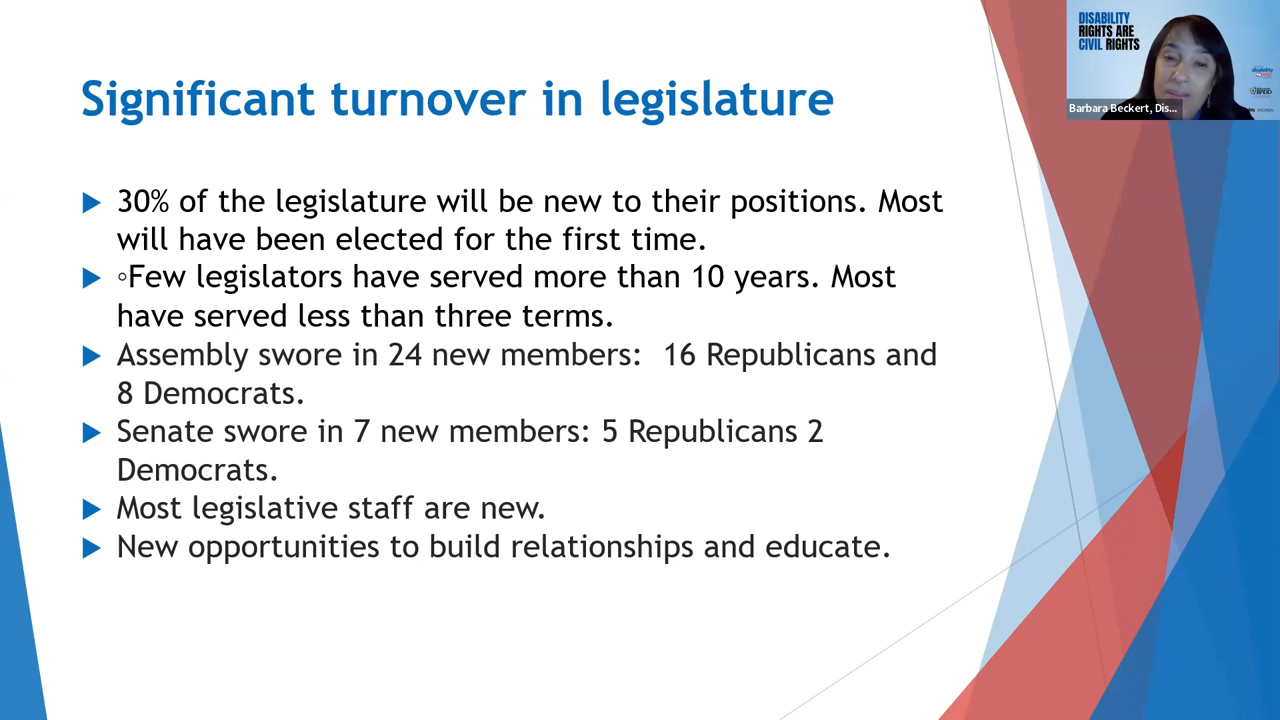 Significant turnover in legislature
30% of the legislature will be new to their positions. Most
will have been elected for the first time.
◦Few legislators have served more than 10 years. Most
have served less than three terms.
Assembly swore in 24 new members:  16 Republicans and
8 Democrats.
Senate swore in 7 new members: 5 Republicans 2
Democrats.
Most legislative staff are new.
New opportunities to build relationships and educate.
DISABILITY
RIGHTS ARE
CIVIL RIGHTS
disability
Barbara Beckert, Dis...